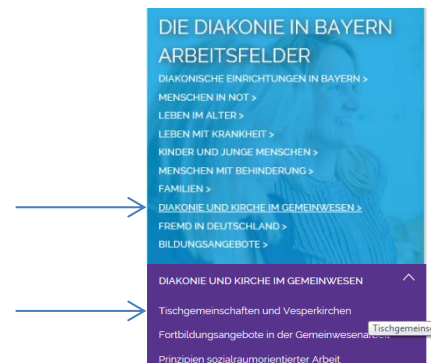 DIE DIAKONIE IN BAYERN
ARBEITSFELDER
DIAKONISCHE EINRICHTUNGEN IN BAYERN >
MENSCHEN IN NOT >
LEBEN IM ALTER >
LEBEN MIT KRANKHEIT >
KINDER UND JUNGE MENSCHEN >
MENSCHEN MIT BEHINDERUNG >
FAMILIEN >
DIAKONIE UND KIRCHE IM GEMEINWESEN >
FREMD IN DEUTSCHLAND >
BILDUNGSANGEBOTE >
DIAKONIE UND KIRCHE IM GEMEINWESEN
Tischgemeinschaften und Vesperkirchen
Fortbildungsangebote in der Gemeinwesenarbeit
Tischgemeins
Prinzipien sozialraumorientierter Arbeit